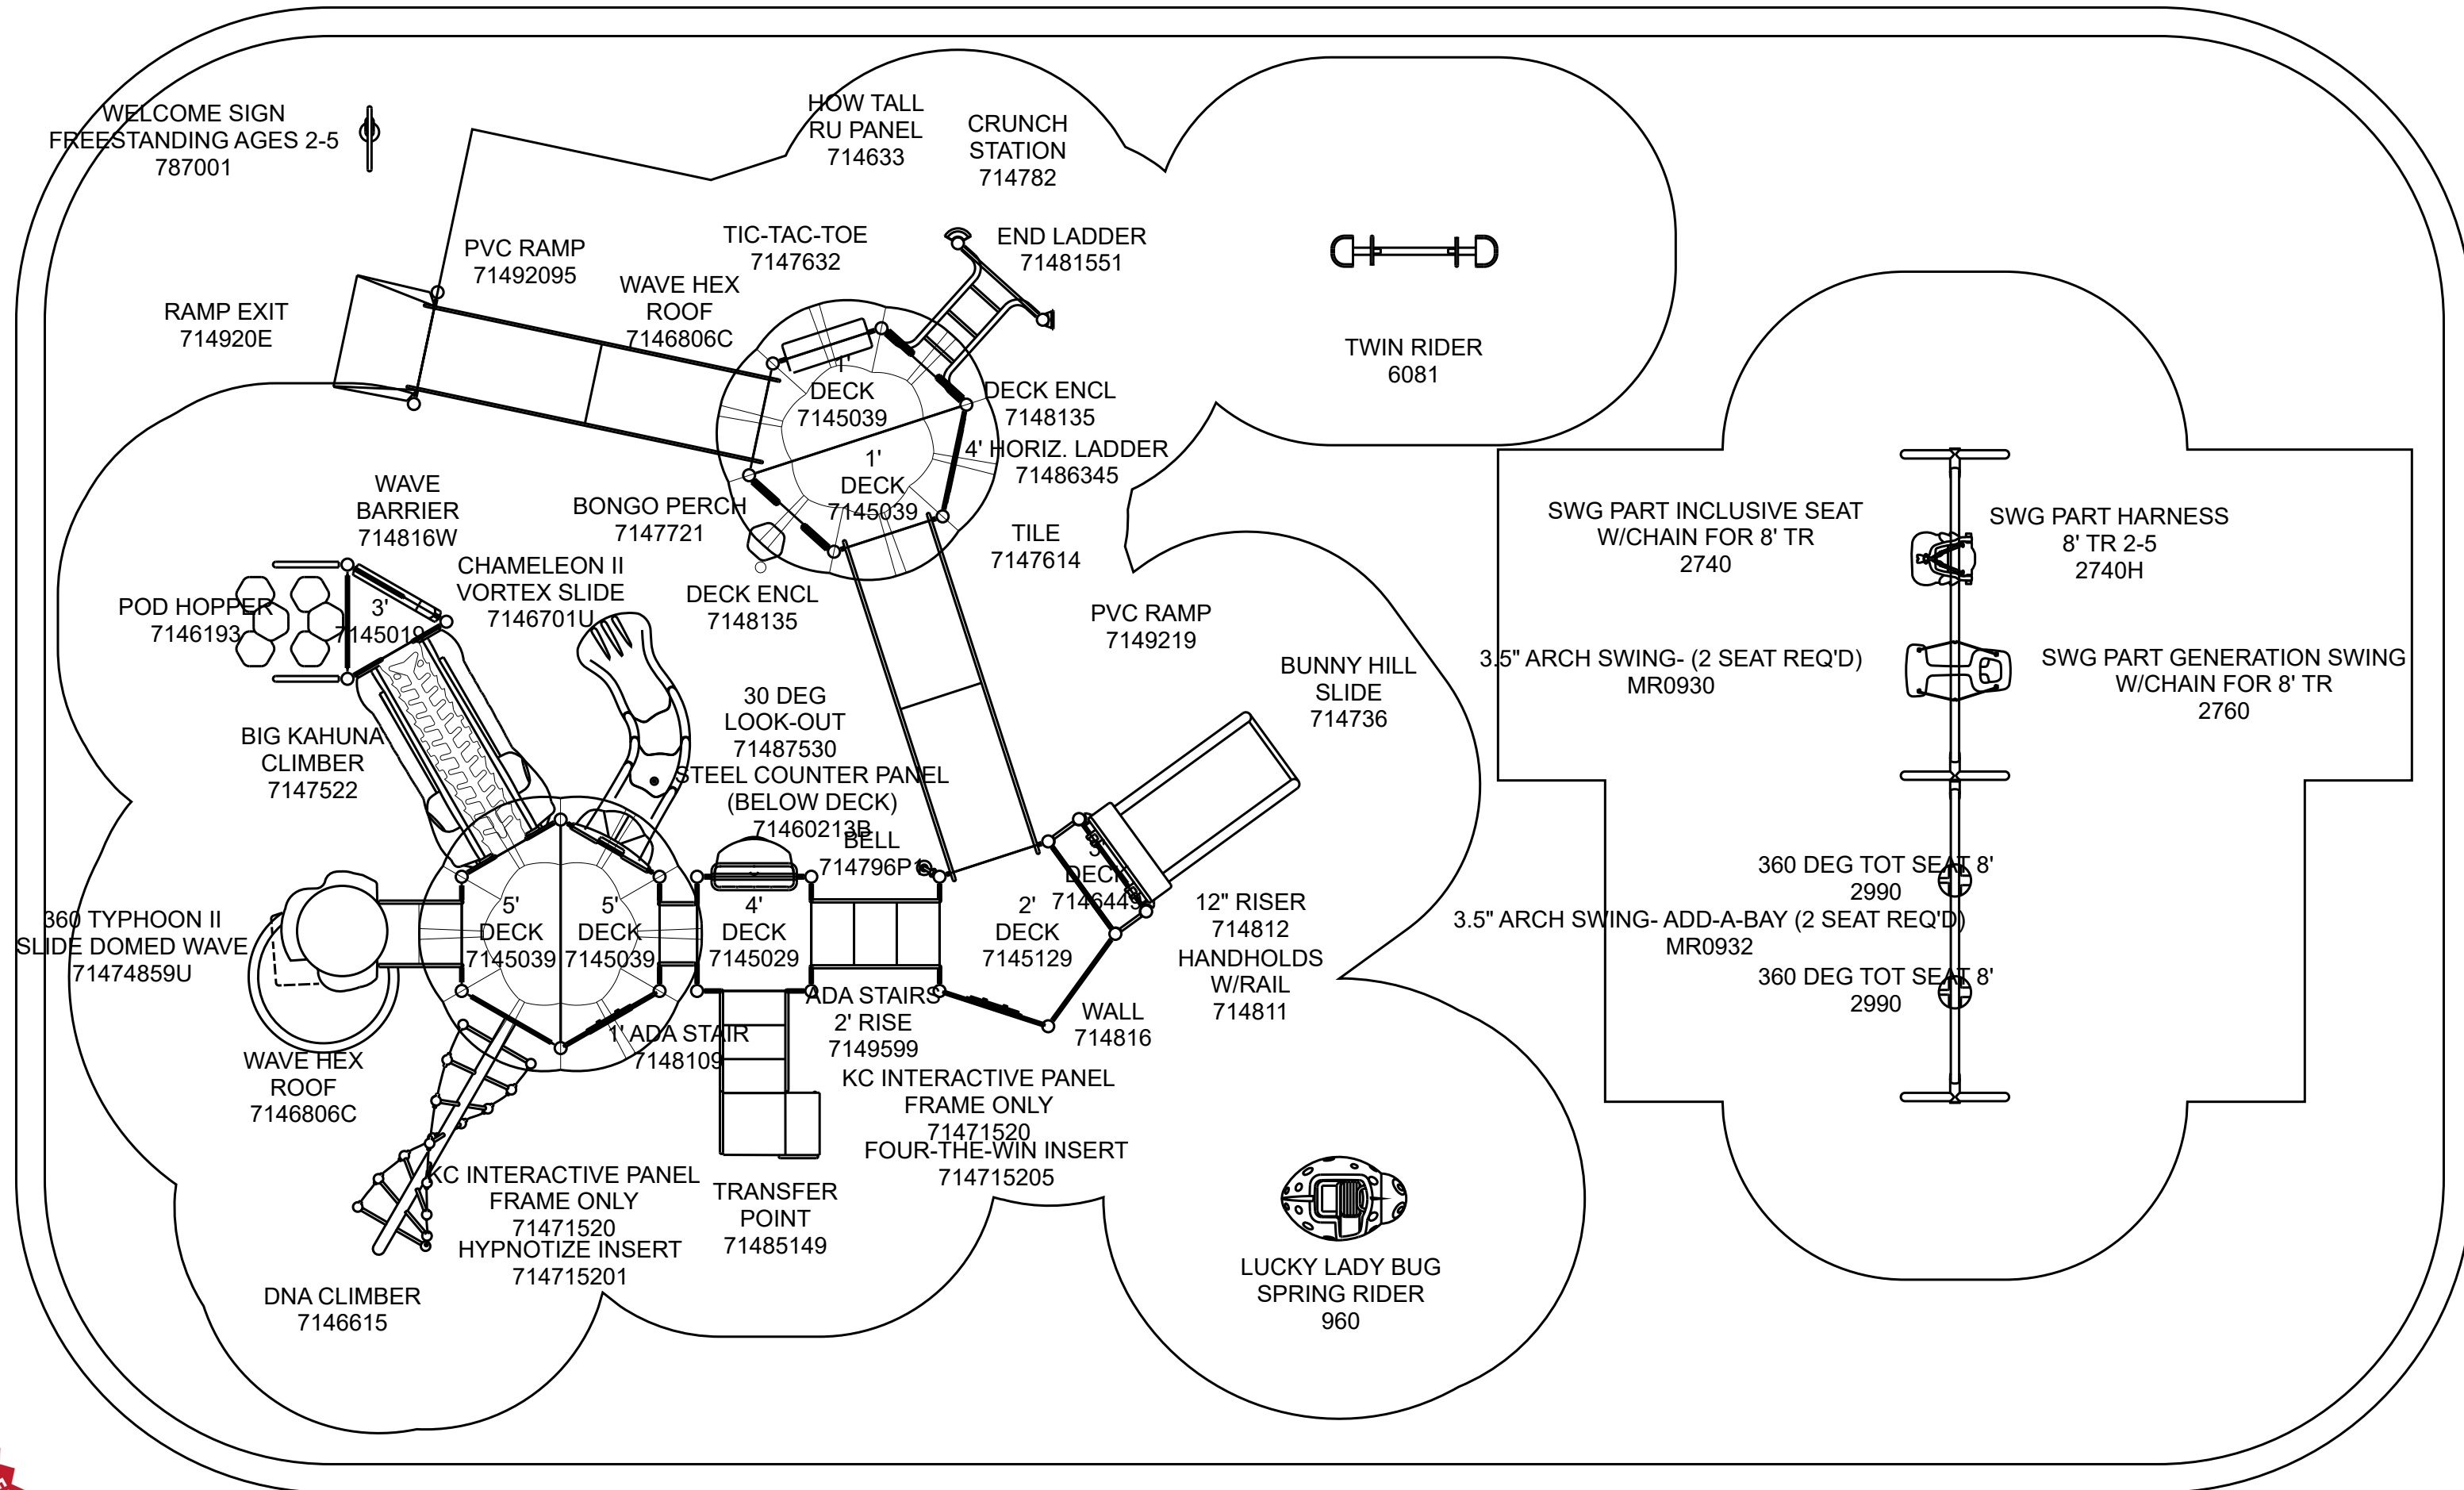 WELCOME SIGN
FREESTANDING AGES 2-5
787001
HOW TALL
RU PANEL
714633
CRUNCH
STATION
714782
PVC RAMP
71492095
TIC-TAC-TOE
7147632
END LADDER
71481551
RAMP EXIT
714920E
WAVE HEX
ROOF
7146806C
TWIN RIDER
6081
1'
DECK
7145039
DECK ENCL
7148135
4' HORIZ. LADDER
71486345
1'
DECK
7145039
WAVE
BARRIER
714816W
BONGO PERCH
7147721
TILE
7147614
SWG PART INCLUSIVE SEAT
W/CHAIN FOR 8' TR
2740
SWG PART HARNESS
8' TR 2-5
2740H
CHAMELEON II
VORTEX SLIDE
7146701U
DECK ENCL
7148135
POD HOPPER
7146193
3'
7145019
PVC RAMP
7149219
BUNNY HILL
SLIDE
714736
3.5" ARCH SWING- (2 SEAT REQ'D)
MR0930
SWG PART GENERATION SWING
W/CHAIN FOR 8' TR
2760
30 DEG
LOOK-OUT
71487530
STEEL COUNTER PANEL
(BELOW DECK)
71460213B
BIG KAHUNA
CLIMBER
7147522
BELL
714796P1
3'
DECK
7146449
12" RISER
714812
HANDHOLDS
W/RAIL
714811
360 DEG TOT SEAT 8'
2990
3.5" ARCH SWING- ADD-A-BAY (2 SEAT REQ'D)
MR0932
360 DEG TOT SEAT 8'
2990
360 TYPHOON II
SLIDE DOMED WAVE
71474859U
5'
DECK
7145039
5'
DECK
7145039
4'
DECK
7145029
2'
DECK
7145129
ADA STAIRS
2' RISE
7149599
WALL
714816
1' ADA STAIR
7148109
WAVE HEX
ROOF
7146806C
KC INTERACTIVE PANEL
FRAME ONLY
71471520
FOUR-THE-WIN INSERT
714715205
KC INTERACTIVE PANEL
FRAME ONLY
71471520
HYPNOTIZE INSERT
714715201
TRANSFER
POINT
71485149
DNA CLIMBER
7146615
LUCKY LADY BUG
SPRING RIDER
960